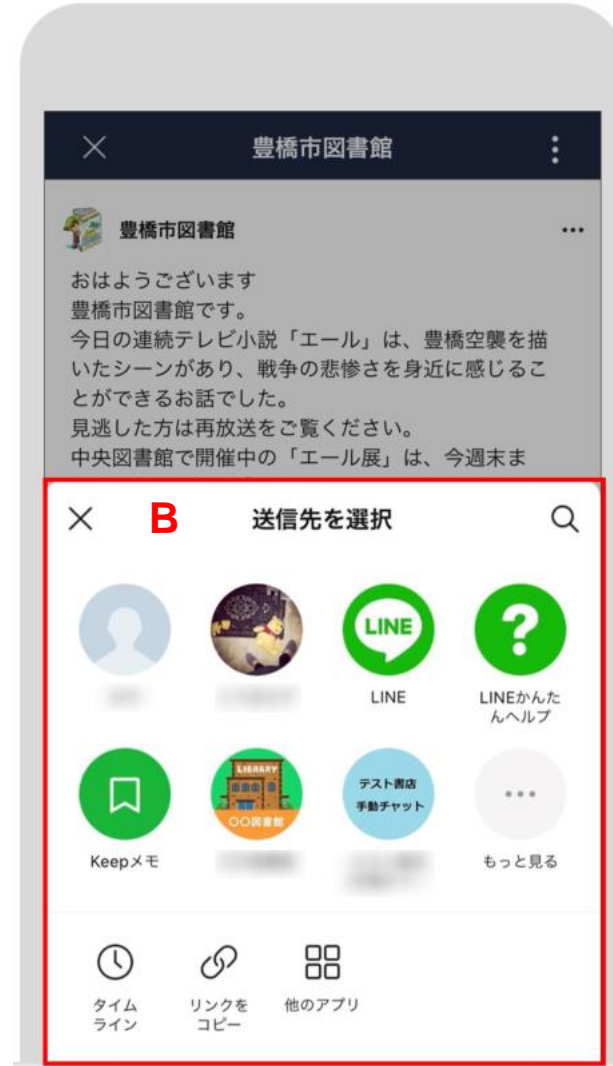 豊橋市図書館
豊橋市図書館
おはようございます
豊橋市図書館です。
今日の連続テレビ小説「エール」は、豊橋空襲を描
いたシーンがあり、戦争の悲惨さを身近に感じるこ
とができるお話でした。
見逃した方は再放送をご覧ください。
中央図書館で開催中の「エール展」は、今週末ま
B
送信先を選択
LINE
?
LINE
LINEかんた
んヘルプ
LIBRARY
〇〇図書館
テスト書店
手動チャット
Keepメモ
もっと見る
タイム
ライン
リンクを
コピー
他のアプリ